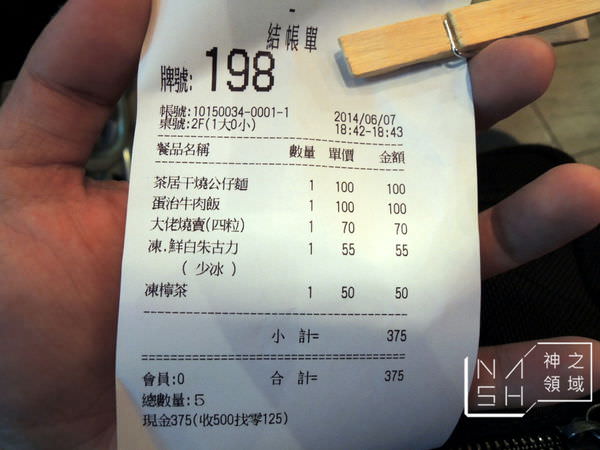 結帳單
牌號: 198
帳號:10150034-0001-1 2014/06/07
桌號:2F(1大0小) 18:42-18:43
餐品名稱 數量 單價 金額
茶居干燒公仔麵 1 100 100
蛋治牛肉飯 1 100 100
大佬燒賣(四粒) 1 70 70
凍.鮮白朱古力 1 55 55
( 少冰 )
凍檸茶 1 50 50
小 計= 375
會員:0 合 計= 375
總數量:5
現金375(收500找零125)
NASH 神之領域